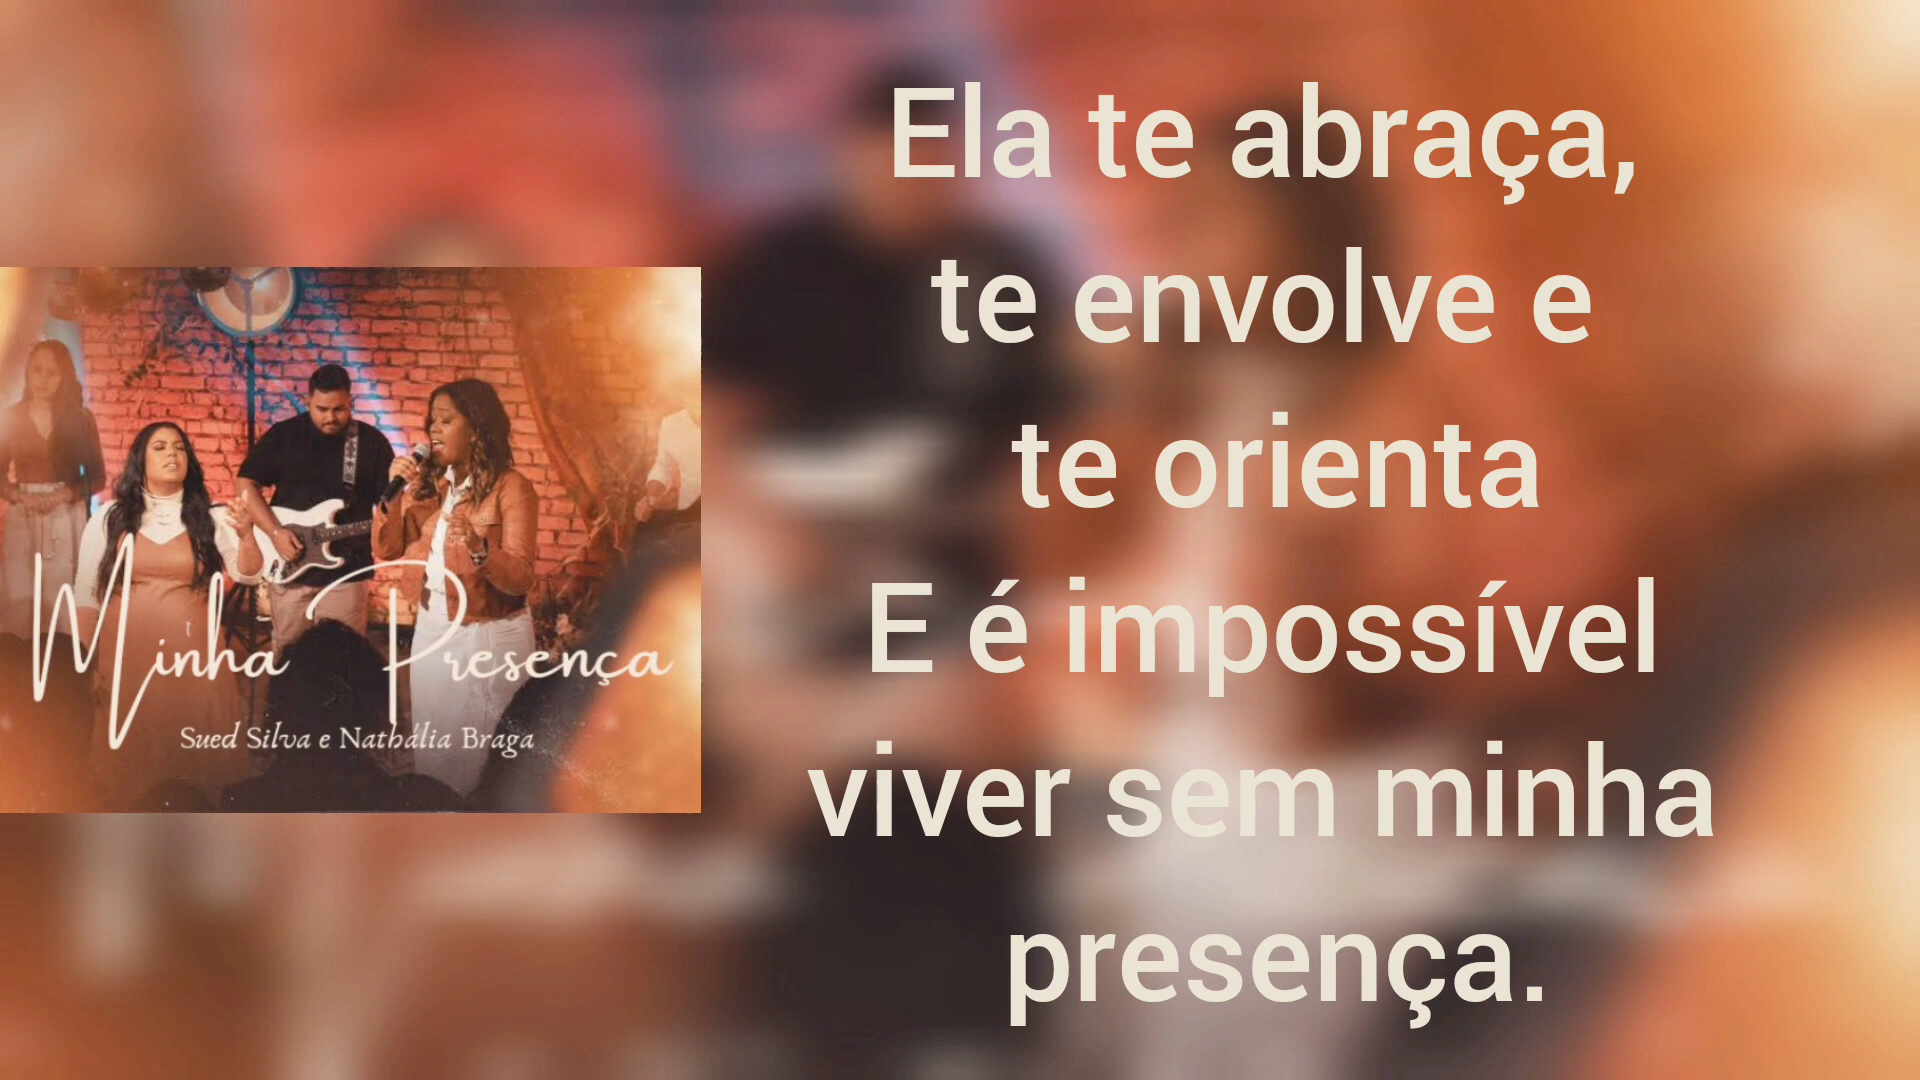 Minha Presença
Sued Silva e Nathália Braga
Ela te abraça,
te envolve e
te orienta
E é impossível
viver sem minha
presença.